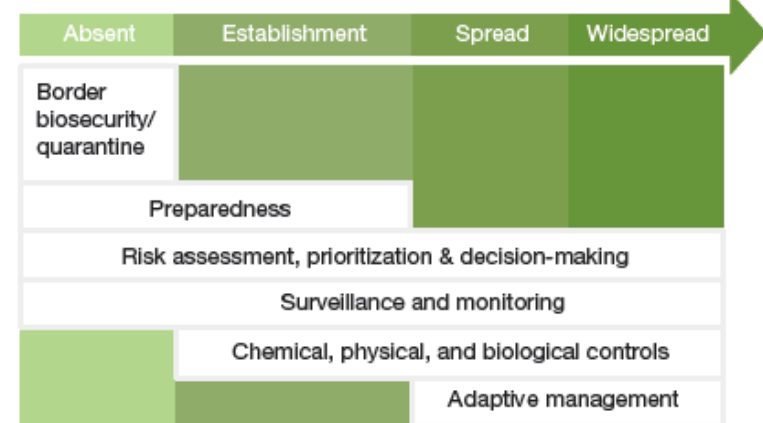 Absent Establishment Spread Widespread
Border
biosecurity/
quarantine
Preparedness
Risk assessment, prioritization & decision-making
Surveillance and monitoring
Chemical, physical, and biological controls
Adaptive management